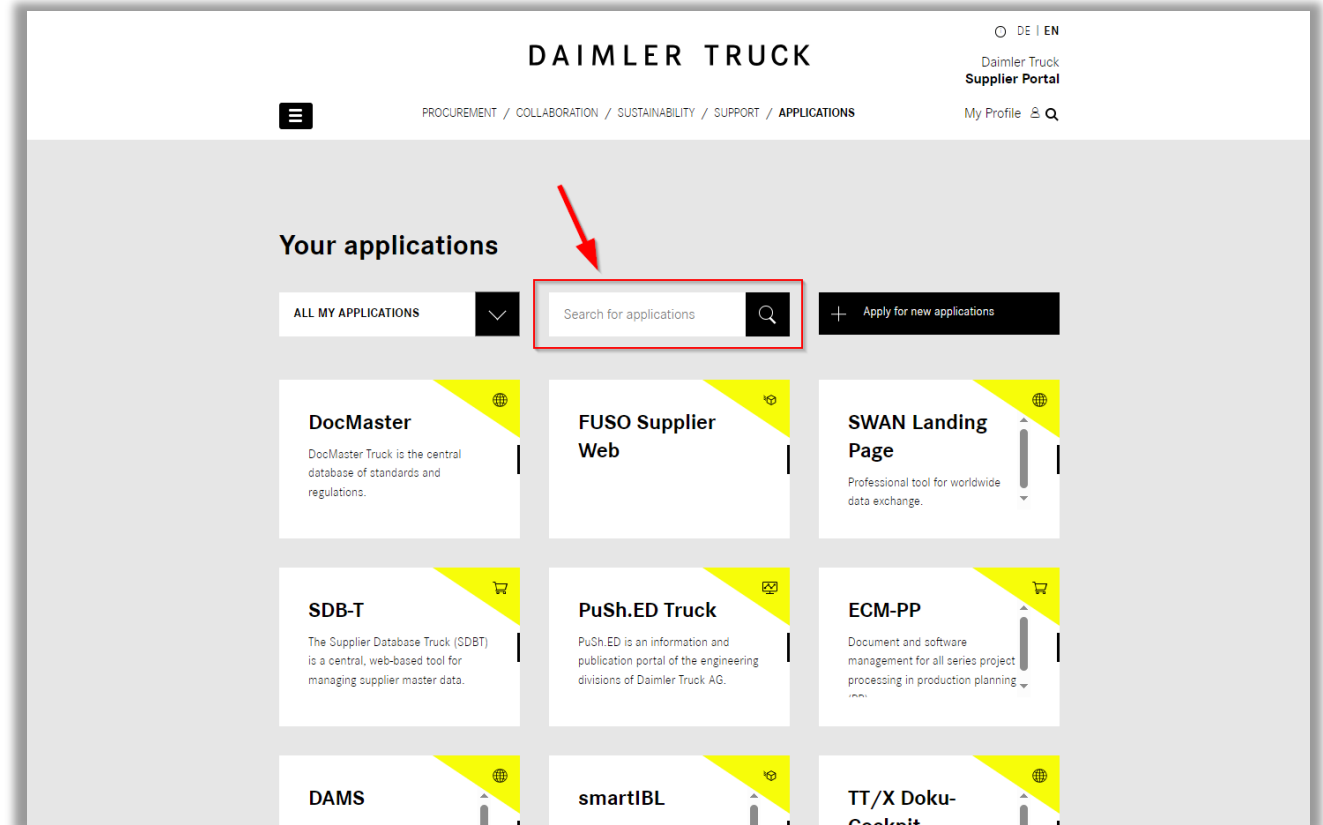 DE | EN
DAIMLER TRUCK
Daimler Truck
Supplier Portal
PROCUREMENT / COLLABORATION / SUSTAINABILITY / SUPPORT / APPLICATIONS
My Profile
Your applications
ALL MY APPLICATIONS
Search for applications
Apply for new applications
DocMaster
DocMaster Truck is the central
database of standards and
regulations.
FUSO Supplier
Web
SWAN Landing
Page
Professional tool for worldwide
data exchange.
SDB-T
The Supplier Database Truck (SDBT)
is a central, web-based tool for
managing supplier master data.
PuSh.ED Truck
PuSh.ED is an information and
publication portal of the engineering
divisions of Daimler Truck AG.
ECM-PP
Document and software
management for all series project
processing in production planning
DAMS
smartIBL
TT/X Doku-
Cockpit